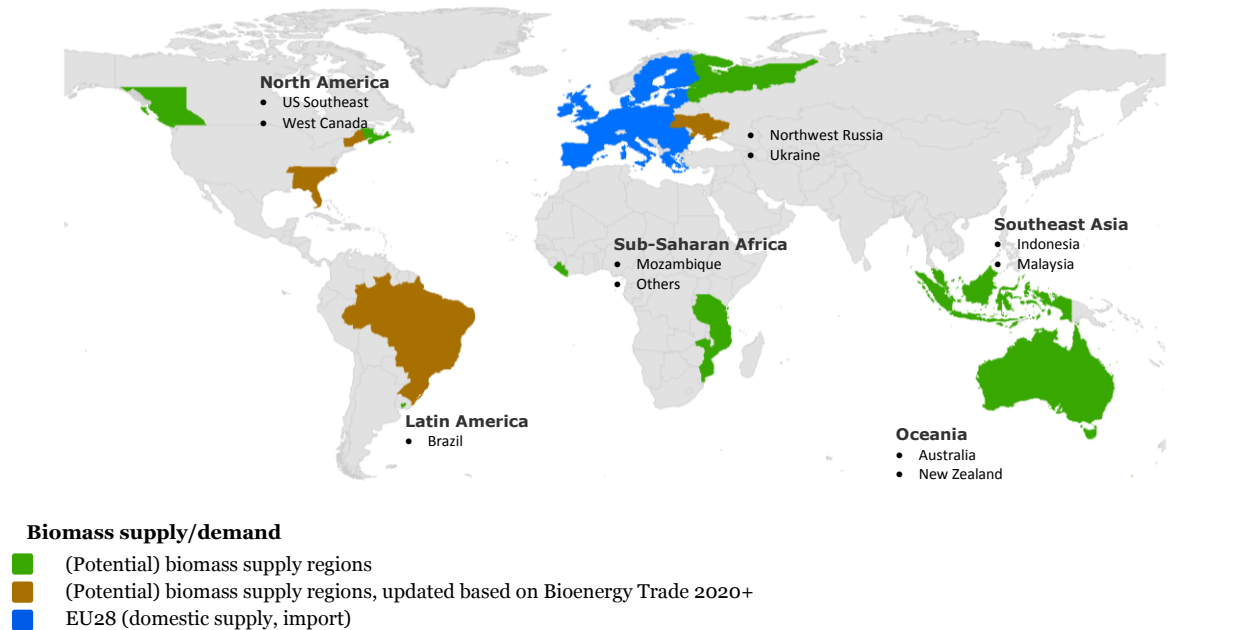 North America
• US Southeast
• West Canada
• Northwest Russia
• Ukraine
Sub-Saharan Africa
• Mozambique
• Others
Southeast Asia
• Indonesia
• Malaysia
Latin America
• Brazil
Oceania
• Australia
• New Zealand
Biomass supply/demand
(Potential) biomass supply regions
(Potential) biomass supply regions, updated based on Bioenergy Trade 2020+
EU28 (domestic supply, import)